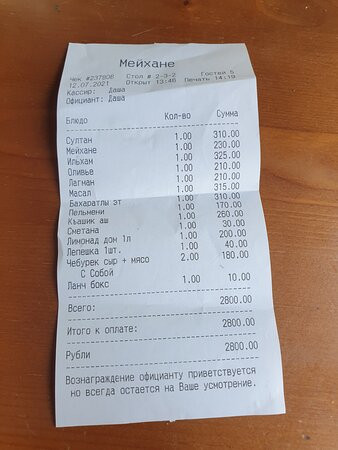 Мейхане
Чек #237906 Стол # 2-3-2 Гостей 5
12.07.2021 Открыт 13:46 Печать 14:19
Кассир: Даша
Официант: Даша
Блюдо Кол-во Сумма
Султан 1.00 310.00
Мейхане 1.00 230.00
Ильхам 1.00 325.00
Оливье 1.00 210.00
Лагман 1.00 210.00
Масал 1.00 315.00
Бахаратлы эт 1.00 310.00
Пельмени 1.00 170.00
Къашик аш 1.00 260.00
Сметана 1.00 30.00
Лимонад дом 1л 1.00 200.00
Лепешка 1шт. 1.00 40.00
Чебурек сыр + мясо 2.00 180.00
С Собой
Ланч бокс 1.00 10.00
Всего: 2800.00
Итого к оплате: 2800.00
Рубли 2800.00
Вознаграждение официанту приветствуется
но всегда остается на Ваше усмотрение.